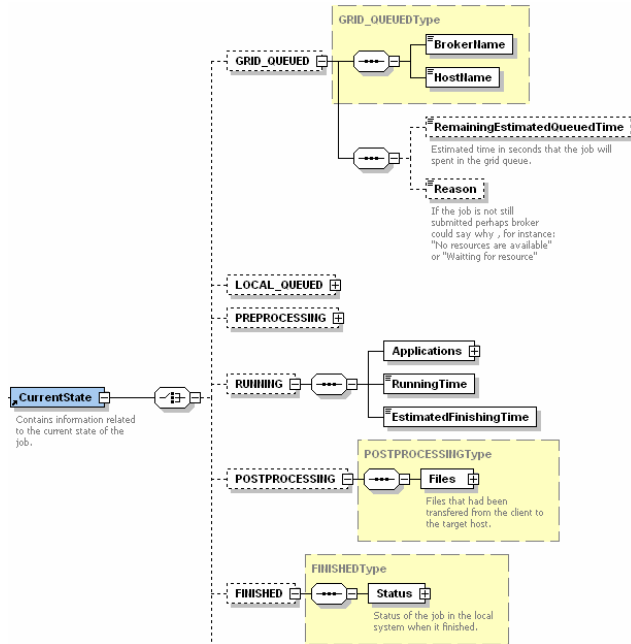 GRID_QUEUEDType
GRID_QUEUED
BrokerName
HostName
RemainingEstimatedQueuedTime
Estimated time in seconds that the job will
spent in the grid queue.
Reason
If the job is not still
submitted perhaps broker
could say why , for instance:
"No resources are available"
or "Waiting for resource"
LOCAL_QUEUED
PREPROCESSING
Applications
RUNNING
RunningTime
EstimatedFinishingTime
CurrentState
Contains information related
to the current state of the
job.
POSTPROCESSINGType
POSTPROCESSING
Files
Files that had been
transfered from the client to
the target host.
FINISHEDType
FINISHED
Status
Status of the job in the local
system when it finished.